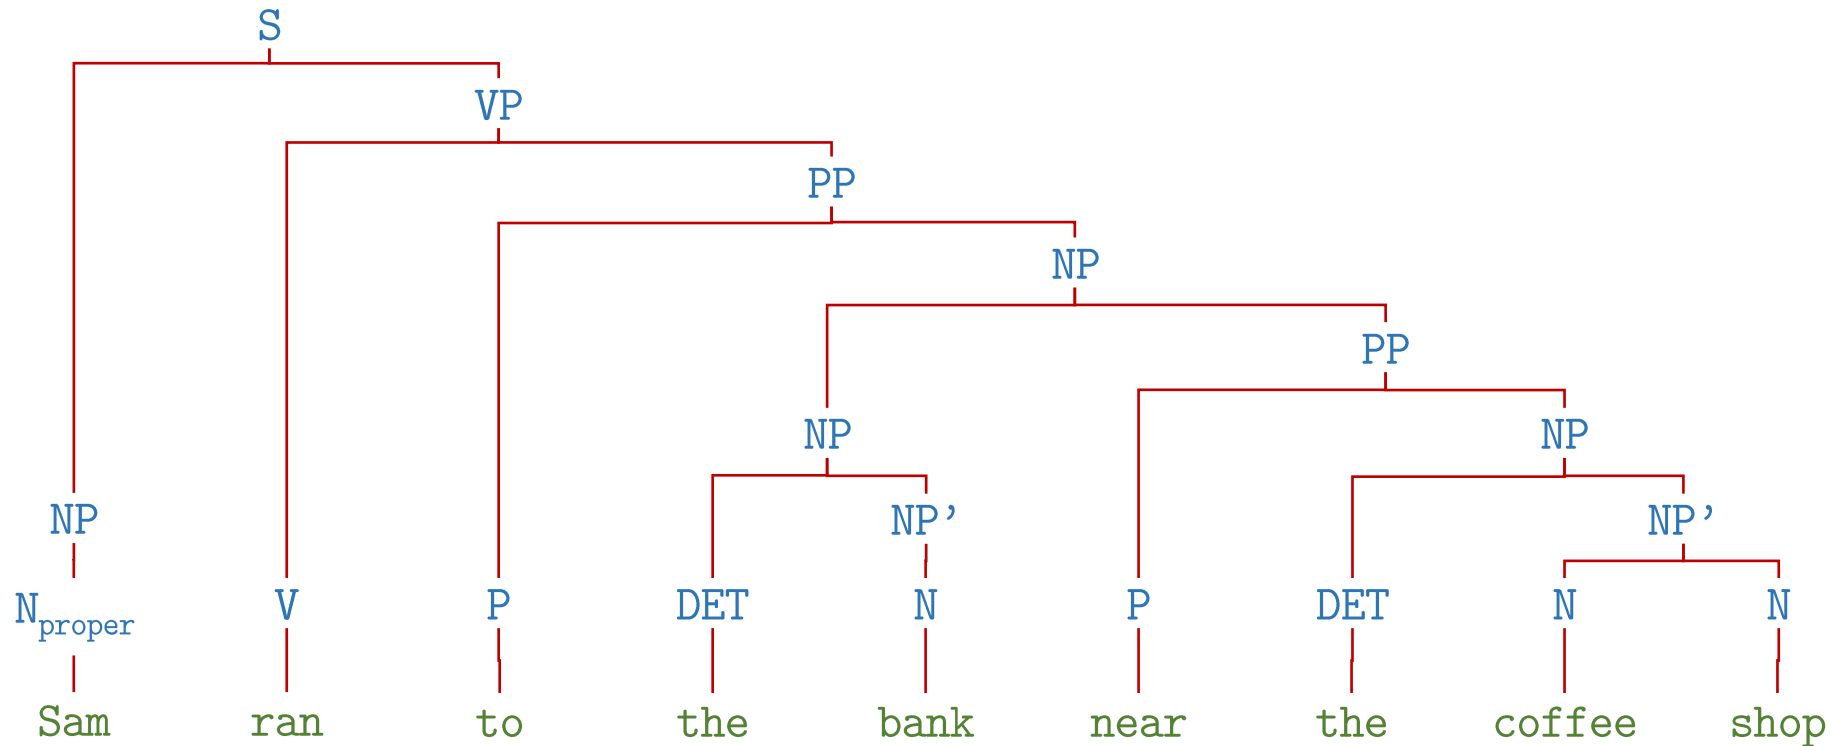 S
VP
PP
NP
PP
NP NP
NP NP’ NP’
Nproper V P DET N P DET N N
Sam ran to the bank near the coffee shop